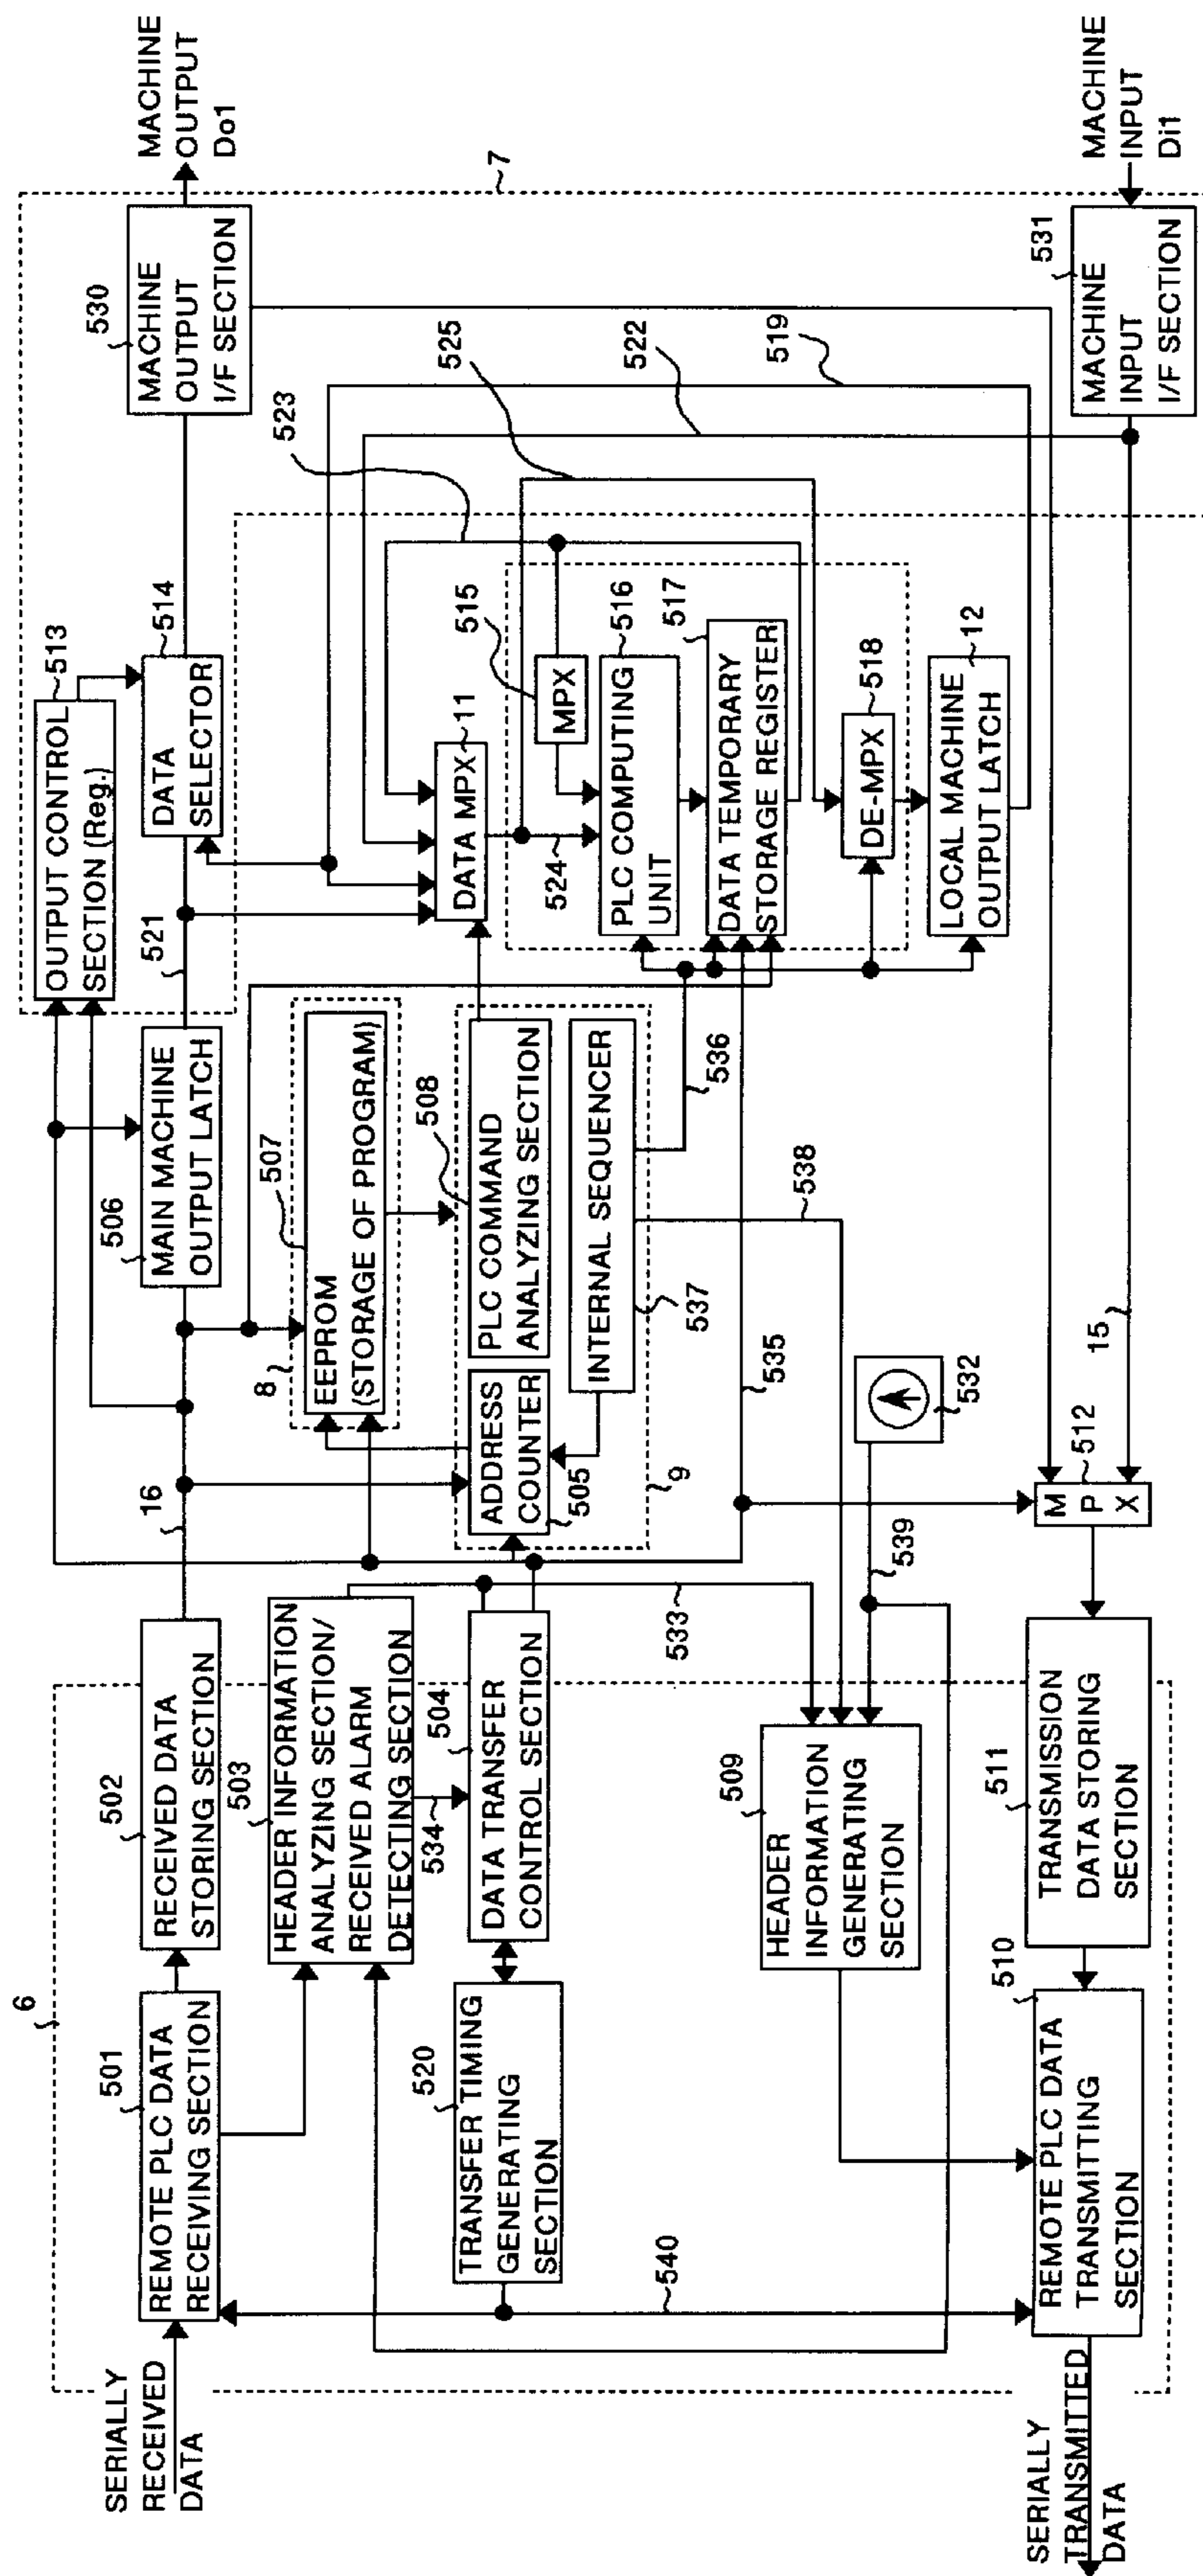 SERIALLY
RECEIVED
DATA
6
501
REMOTE PLC DATA
RECEIVING SECTION
502
RECEIVED DATA
STORING SECTION
16
506
MAIN MACHINE
OUTPUT LATCH
521
OUTPUT CONTROL
SECTION (Reg.)
513
DATA
SELECTOR
514
530
MACHINE
OUTPUT
I/F SECTION
MACHINE
OUTPUT
Do1
7
503
HEADER INFORMATION
ANALYZING SECTION/
RECEIVED ALARM
DETECTING SECTION
534
504
DATA TRANSFER
CONTROL SECTION
520
TRANSFER TIMING
GENERATING
SECTION
540
533
8
507
EEPROM
(STORAGE OF PROGRAM)
508
PLC COMMAND
ANALYZING SECTION
ADDRESS
COUNTER
505
INTERNAL SEQUENCER
9
537
536
538
535
DATA MPX
11
523
525
522
519
524
515
MPX
PLC COMPUTING
UNIT
516
517
DATA TEMPORARY
STORAGE REGISTER
DE-MPX
518
LOCAL MACHINE
OUTPUT LATCH
12
532
539
509
HEADER
INFORMATION
GENERATING
SECTION
SERIALLY
TRANSMITTED
DATA
510
REMOTE PLC DATA
TRANSMITTING
SECTION
511
TRANSMISSION
DATA STORING
SECTION
M
P
X
512
15
531
MACHINE
INPUT
I/F SECTION
MACHINE
INPUT
Di1